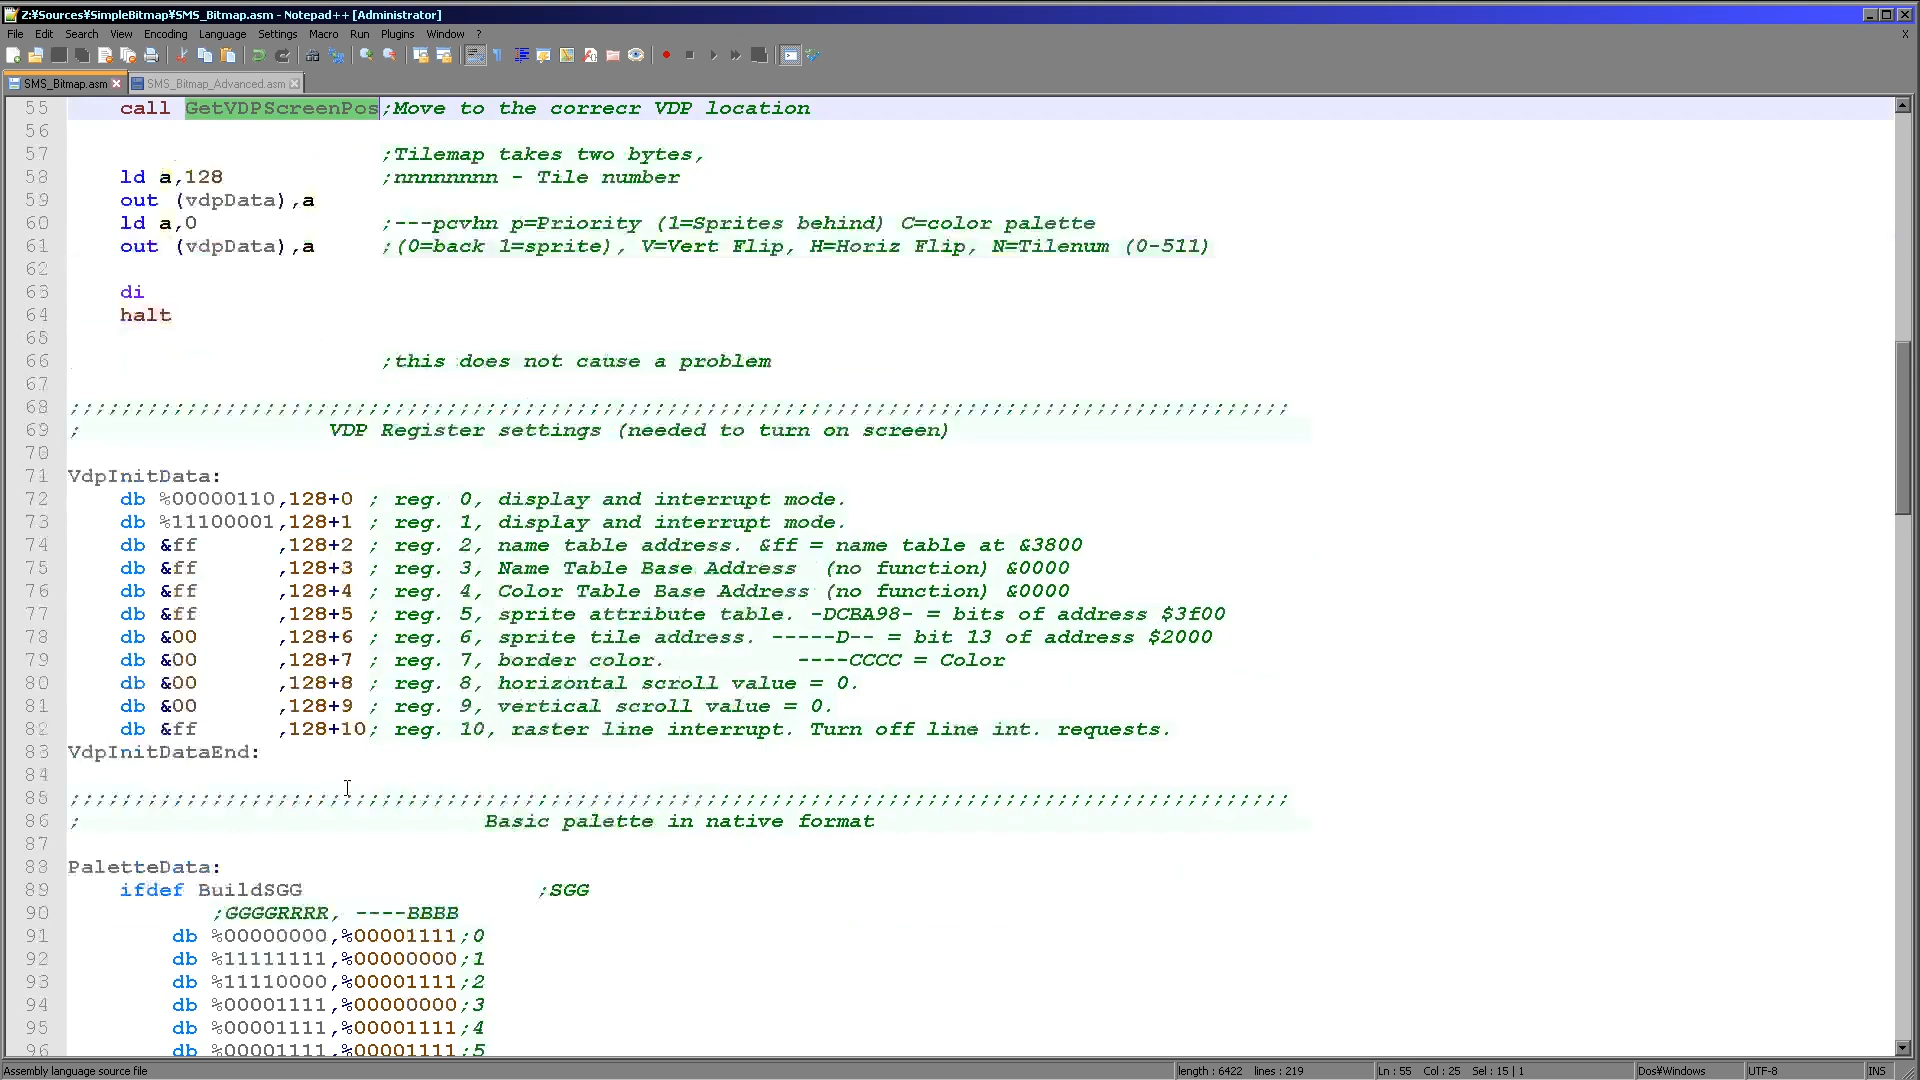 Z:¥Sources¥SimpleBitmap¥SMS_Bitmap.asm - Notepad++ [Administrator]
File Edit Search View Encoding Language Settings Macro Run Plugins Window ? X
SMS_Bitmap.asm SMS_Bitmap_Advanced.asm
55 call GetVDPScreenPos;Move to the correcr VDP location
56
57 ;Tilemap takes two bytes,
58 ld a,128 ;nnnnnnnn - Tile number
59 out (vdpData),a
60 ld a,0 ;---pcvhn p=Priority (1=Sprites behind) C=color palette
61 out (vdpData),a ;(0=back 1=sprite), V=Vert Flip, H=Horiz Flip, N=Tilenum (0-511)
62
63 di
64 halt
65
66 ;this does not cause a problem
67
68 ;;;;;;;;;;;;;;;;;;;;;;;;;;;;;;;;;;;;;;;;;;;;;;;;;;;;;;;;;;;;;;;;;;;;;;;;;;;;;;;;;;;;;;;;;;;;;;
69 ; VDP Register settings (needed to turn on screen)
70
71 VdpInitData:
72 db %00000110,128+0 ; reg. 0, display and interrupt mode.
73 db %11100001,128+1 ; reg. 1, display and interrupt mode.
74 db &ff ,128+2 ; reg. 2, name table address. &ff = name table at &3800
75 db &ff ,128+3 ; reg. 3, Name Table Base Address (no function) &0000
76 db &ff ,128+4 ; reg. 4, Color Table Base Address (no function) &0000
77 db &ff ,128+5 ; reg. 5, sprite attribute table. -DCBA98- = bits of address $3f00
78 db &00 ,128+6 ; reg. 6, sprite tile address. -----D-- = bit 13 of address $2000
79 db &00 ,128+7 ; reg. 7, border color. ----CCCC = Color
80 db &00 ,128+8 ; reg. 8, horizontal scroll value = 0.
81 db &00 ,128+9 ; reg. 9, vertical scroll value = 0.
82 db &ff ,128+10; reg. 10, raster line interrupt. Turn off line int. requests.
83 VdpInitDataEnd:
84
85 ;;;;;;;;;;;;;;;;;;;;;;;;;;;;;;;;;;;;;;;;;;;;;;;;;;;;;;;;;;;;;;;;;;;;;;;;;;;;;;;;;;;;;;;;;;;;;;
86 ; Basic palette in native format
87
88 PaletteData:
89 ifdef BuildSGG ;SGG
90 ;GGGGRRRR, ----BBBB
91 db %00000000,%00001111;0
92 db %11111111,%00000000;1
93 db %11110000,%00001111;2
94 db %00001111,%00000000;3
95 db %00001111,%00001111;4
96 db %00001111,%00001111;5
Assembly language source file length : 6422 lines : 219 Ln : 55 Col : 25 Sel : 15 | 1 Dos¥Windows UTF-8 INS